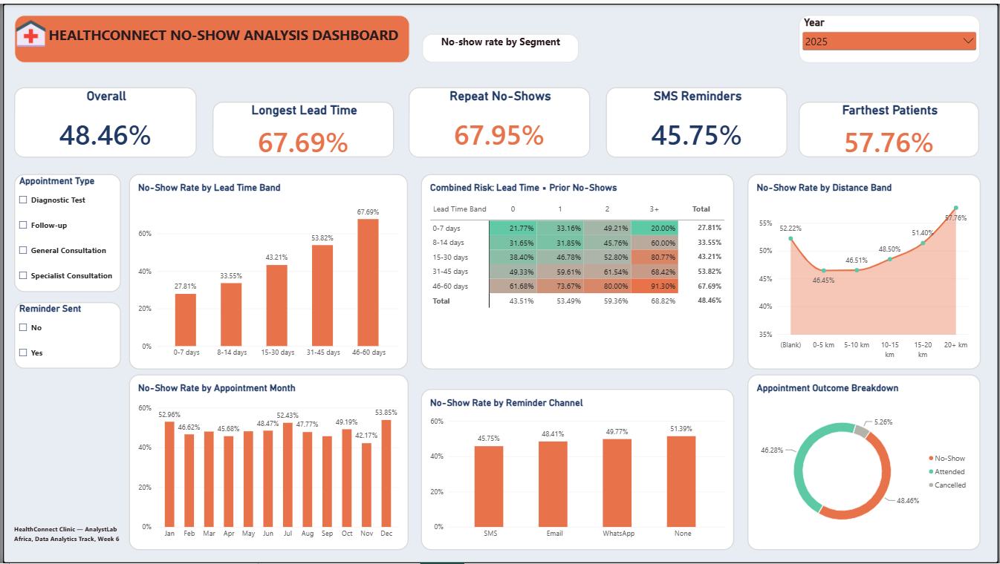 HEALTHCONNECT NO-SHOW ANALYSIS DASHBOARD
No-show rate by Segment
Year
2025
Overall
48.46%
Longest Lead Time
67.69%
Repeat No-Shows
67.95%
SMS Reminders
45.75%
Farthest Patients
57.76%
Appointment Type
Diagnostic Test
Follow-up
General Consultation
Specialist Consultation
Reminder Sent
No
Yes
No-Show Rate by Lead Time Band
60%
40%
20%
0%
27.81%
33.55%
43.21%
53.82%
67.69%
0-7 days 8-14 days 15-30 days 31-45 days 46-60 days
Combined Risk: Lead Time • Prior No-Shows
Lead Time Band 0 1 2 3+ Total
0-7 days 21.77% 33.16% 49.21% 20.00% 27.81%
8-14 days 31.65% 31.85% 45.76% 60.00% 33.55%
15-30 days 38.40% 46.78% 52.80% 80.77% 43.21%
31-45 days 49.33% 59.61% 61.54% 68.42% 53.82%
46-60 days 61.68% 73.67% 80.00% 91.30% 67.69%
Total 43.51% 53.49% 59.36% 68.82% 48.46%
No-Show Rate by Distance Band
55%
50%
45%
40%
35%
52.22%
46.45%
46.51%
48.50%
51.40%
57.76%
(Blank) 0-5 km 5-10 km 10-15 km 15-20 km 20+ km
No-Show Rate by Appointment Month
60%
40%
20%
0%
52.96%
46.62%
45.68%
48.47%
52.43%
47.77%
49.19%
42.17%
53.85%
Jan Feb Mar Apr May Jun Jul Aug Sep Oct Nov Dec
No-Show Rate by Reminder Channel
60%
40%
20%
0%
45.75%
48.41%
49.77%
51.39%
SMS Email WhatsApp None
Appointment Outcome Breakdown
5.26%
46.28%
48.46%
No-Show
Attended
Cancelled
HealthConnect Clinic — AnalystLab
Africa, Data Analytics Track, Week 6